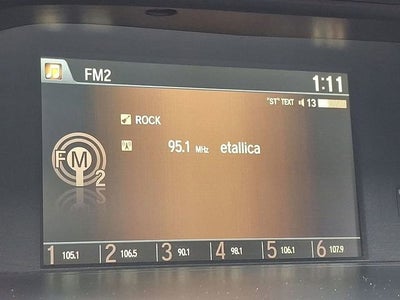 FM2
1:11
"ST" TEXT 13
ROCK
FM2
95.1 MHz etallica
1 105.1 2 106.5 3 90.1 4 98.1 5 106.1 6 107.9